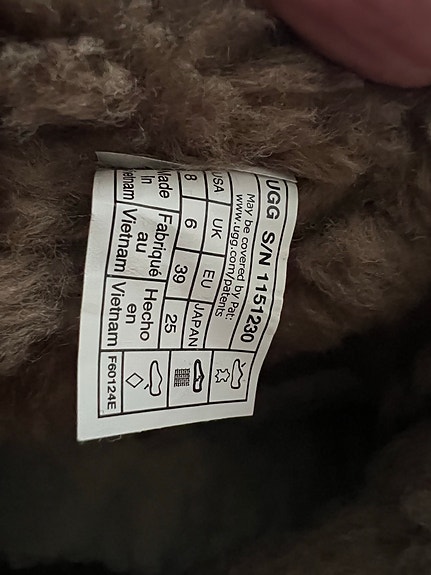 UGG S/N 1151230
May be covered by Pat:
www.ugg.com/patents
USA UK EU JAPAN
8 6 39 25
Made in Vietnam
Fabriqué au Vietnam
Hecho en Vietnam
F60124E